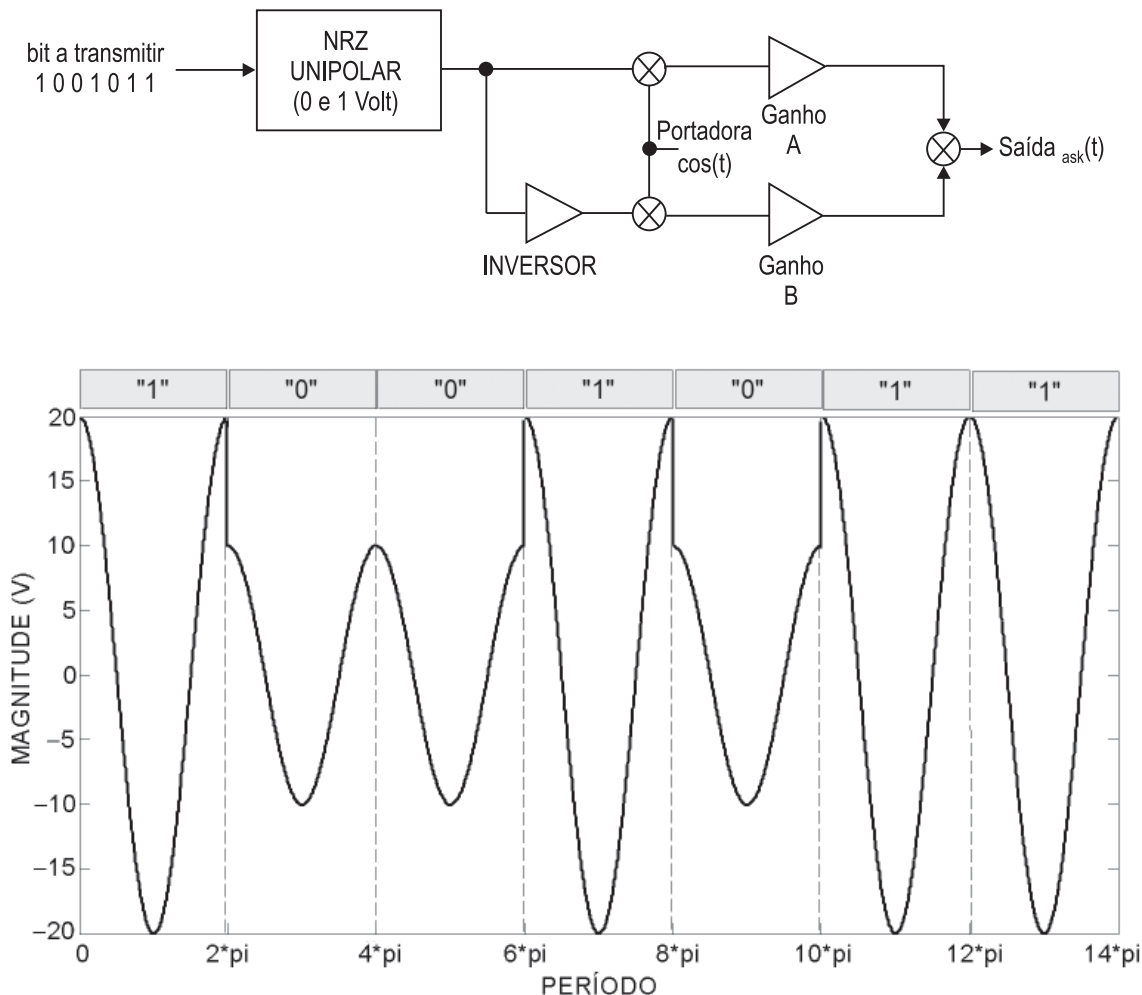 bit a transmitir
1 0 0 1 0 1 1
NRZ
UNIPOLAR
(0 e 1 Volt)
Portadora
cos(t)
Ganho
A
Saída ask(t)
INVERSOR
Ganho
B
"1" "0" "0" "1" "0" "1" "1"
MAGNITUDE (V)
20
15
10
5
0
–5
–10
–15
–20
0 2*pi 4*pi 6*pi 8*pi 10*pi 12*pi 14*pi
PERÍODO